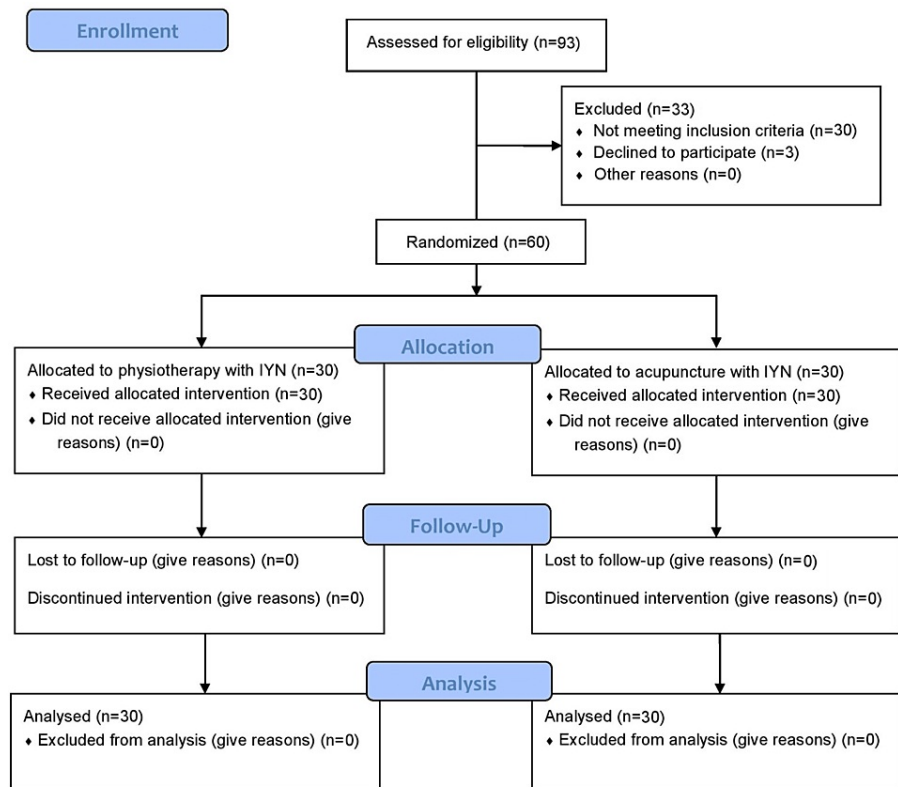 Enrollment
Assessed for eligibility (n=93)
Excluded (n=33)
♦ Not meeting inclusion criteria (n=30)
♦ Declined to participate (n=3)
♦ Other reasons (n=0)
Randomized (n=60)
Allocation
Allocated to physiotherapy with IYN (n=30)
♦ Received allocated intervention (n=30)
♦ Did not receive allocated intervention (give
reasons) (n=0)
Allocated to acupuncture with IYN (n=30)
♦ Received allocated intervention (n=30)
♦ Did not receive allocated intervention (give
reasons) (n=0)
Follow-Up
Lost to follow-up (give reasons) (n=0)
Discontinued intervention (give reasons) (n=0)
Lost to follow-up (give reasons) (n=0)
Discontinued intervention (give reasons) (n=0)
Analysis
Analysed (n=30)
♦ Excluded from analysis (give reasons) (n=0)
Analysed (n=30)
♦ Excluded from analysis (give reasons) (n=0)